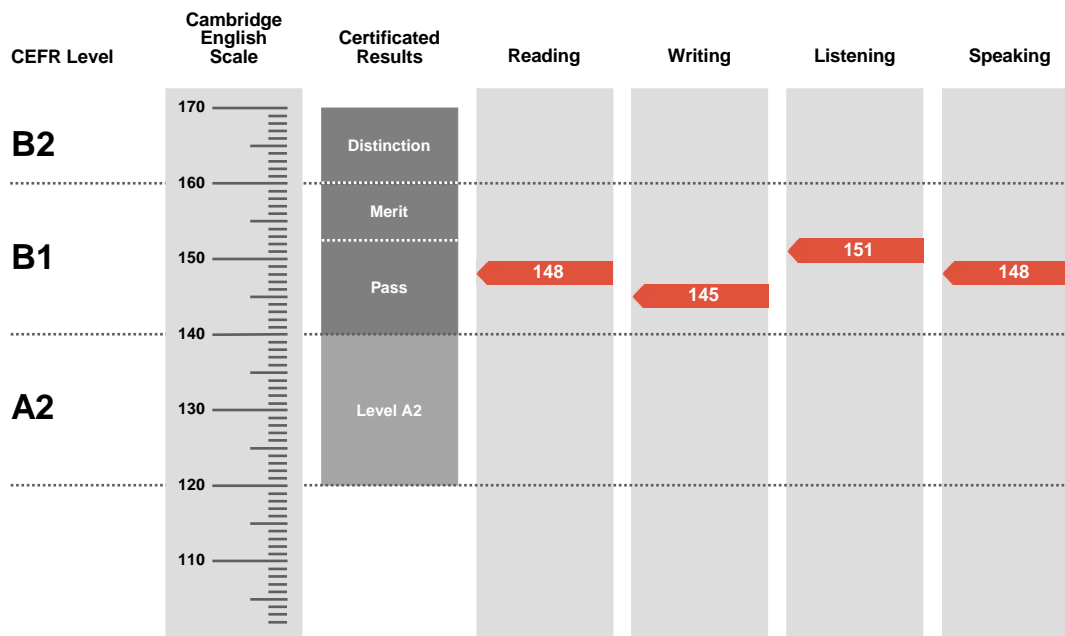 CEFR Level
Cambridge
English
Scale
Certificated
Results
Reading
Writing
Listening
Speaking
170
B2
Distinction
160
Merit
B1
150
151
148
148
Pass
145
140
A2
130
Level A2
120
110